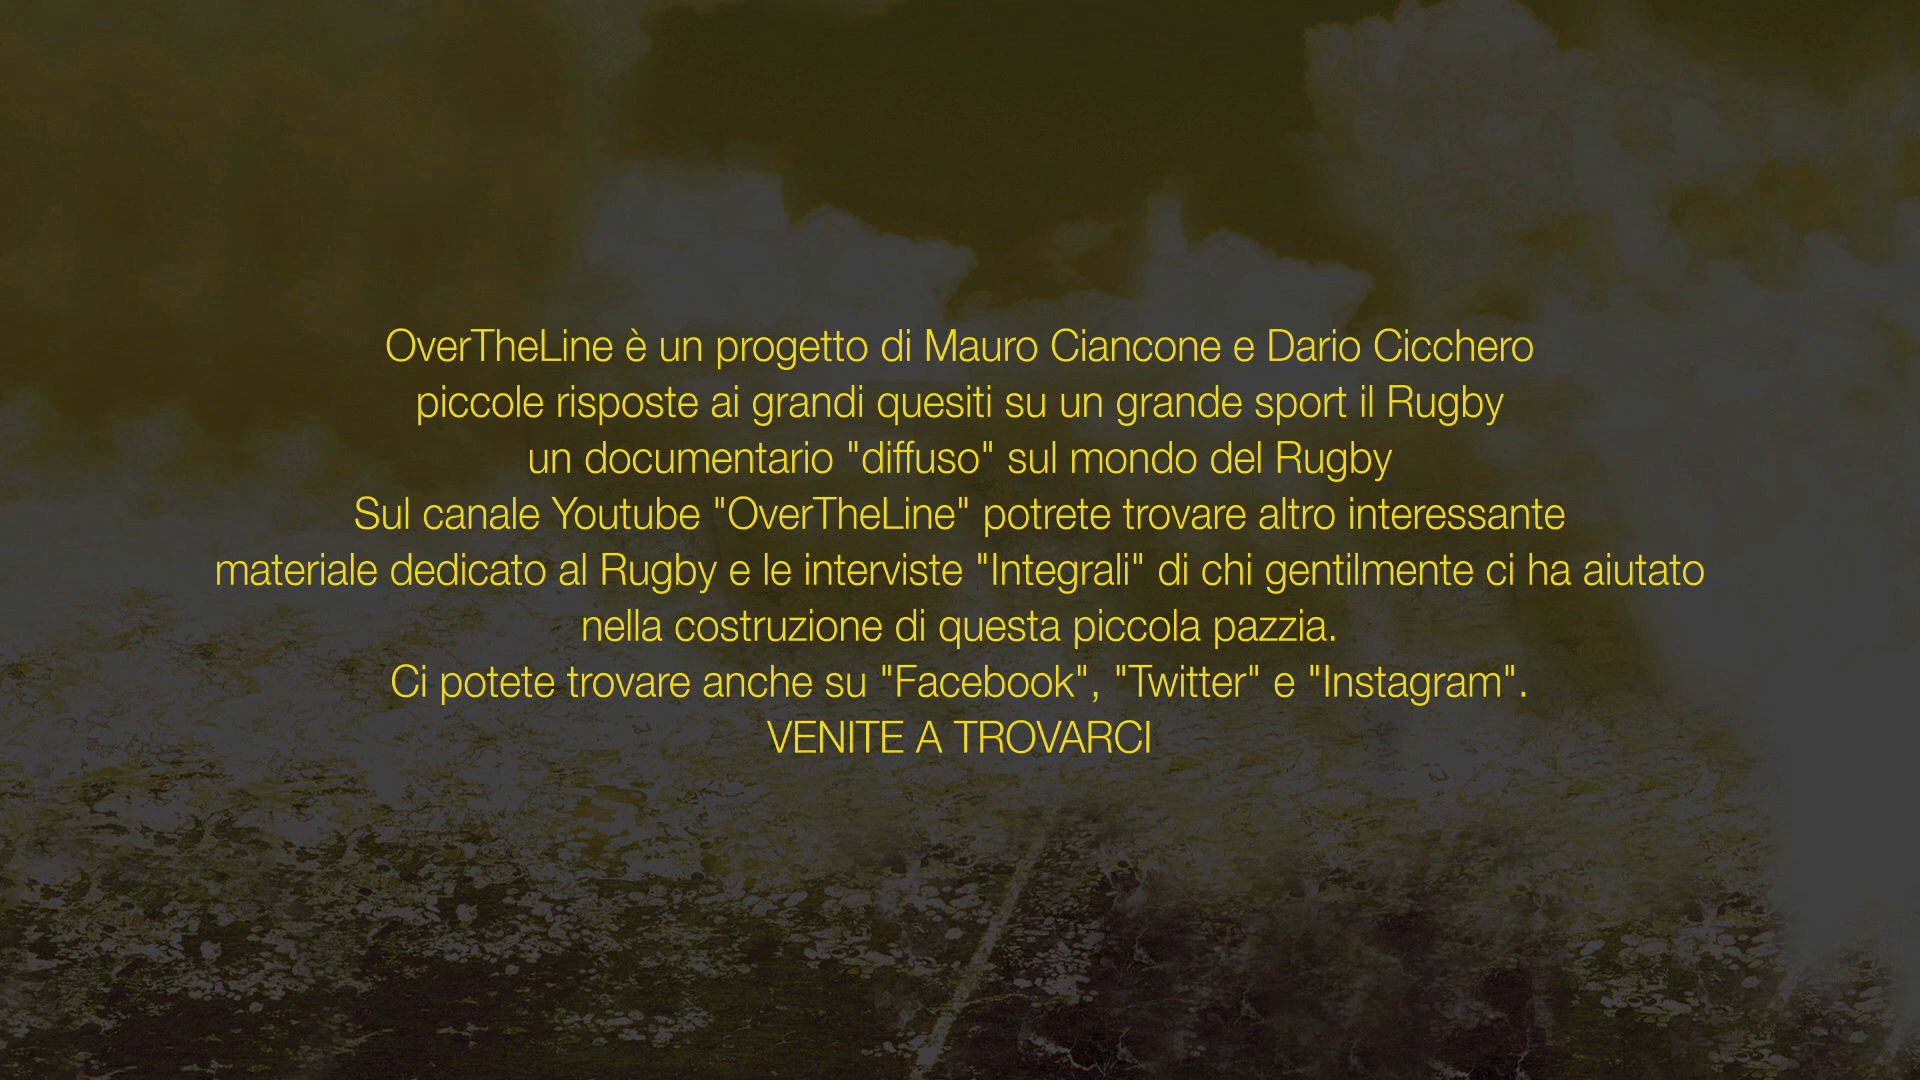 OverTheLine è un progetto di Mauro Ciancone e Dario Cicchero
piccole risposte ai grandi quesiti su un grande sport il Rugby
un documentario "diffuso" sul mondo del Rugby
Sul canale Youtube "OverTheLine" potrete trovare altro interessante
materiale dedicato al Rugby e le interviste "Integrali" di chi gentilmente ci ha aiutato
nella costruzione di questa piccola pazzia.
Ci potete trovare anche su "Facebook", "Twitter" e "Instagram".
VENITE A TROVARCI